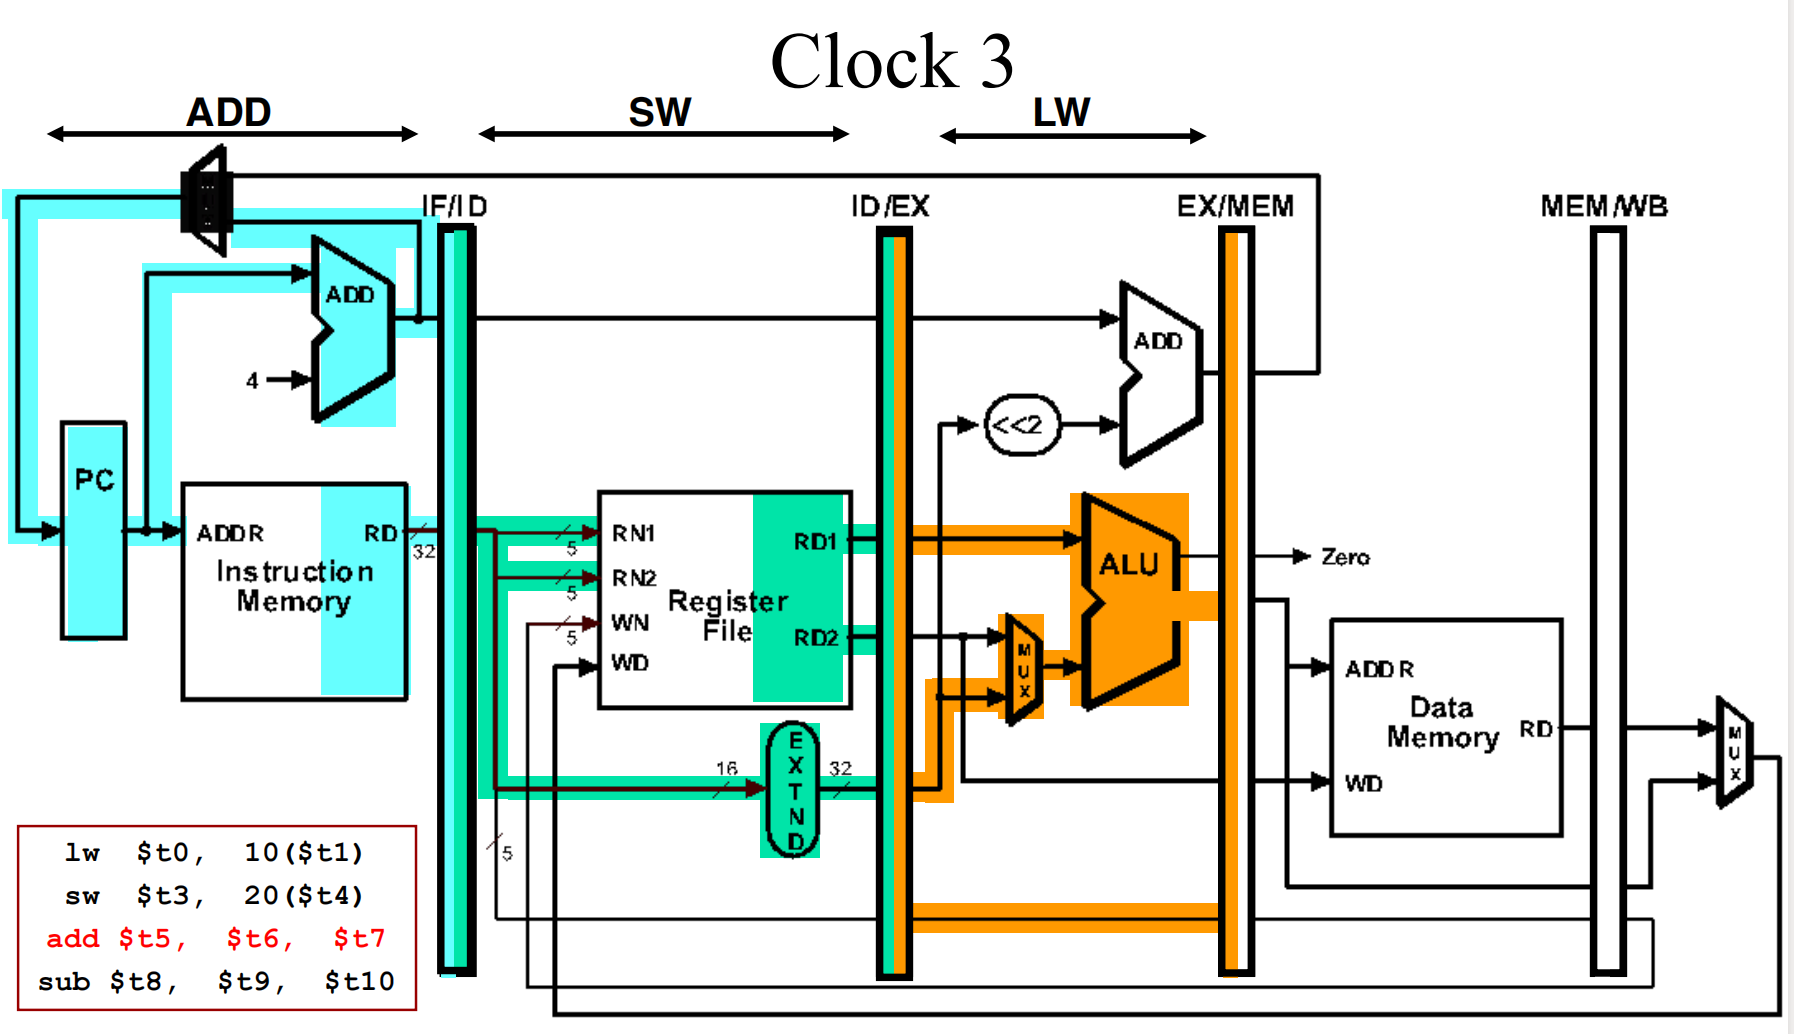 Clock 3
ADD
SW
LW
IF/ID
ID/EX
EX/MEM
MEM/WB
ADD
4
PC
ADDR
RD
32
Instruction
Memory
5
RN1
5
RN2
5
WN
WD
Register
File
RD1
RD2
16
E
X
T
N
D
32
5
ADD
<<2
M
U
X
ALU
Zero
ADDR
Data
Memory
RD
WD
M
U
X
lw $t0, 10($t1)
sw $t3, 20($t4)
add $t5, $t6, $t7
sub $t8, $t9, $t10